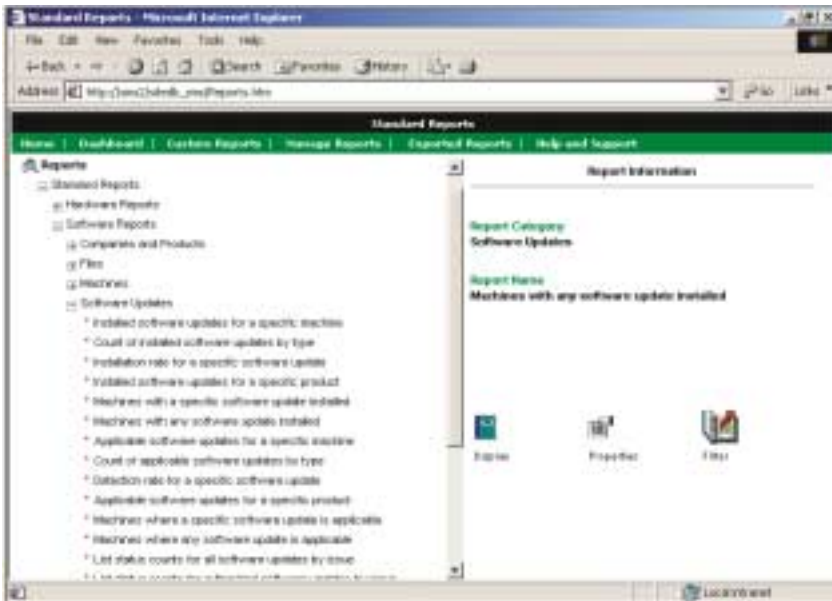 Standard Reports - Microsoft Internet Explorer
File Edit View Favorites Tools Help
Back Search Favorites History
Address Go Links
Standard Reports
Home | Dashboard | Custom Reports | Manage Reports | Exported Reports | Help and Support
Reports
Standard Reports
Hardware Reports
Software Reports
Companies and Products
Files
Machines
Software Updates
* Installed software updates for a specific machine
* Count of installed software updates by type
* Installation rate for a specific software update
* Installed software updates for a specific product
* Machines with a specific software update installed
* Machines with any software update installed
* Applicable software updates for a specific machine
* Count of applicable software updates by type
* Detection rate for a specific software update
* Applicable software updates for a specific product
* Machines where a specific software update is applicable
* Machines where any software update is applicable
* List status counts for all software updates by issue
Report Information
Report Category
Software Updates
Report Name
Machines with any software update installed
Display Properties Filter
Local intranet